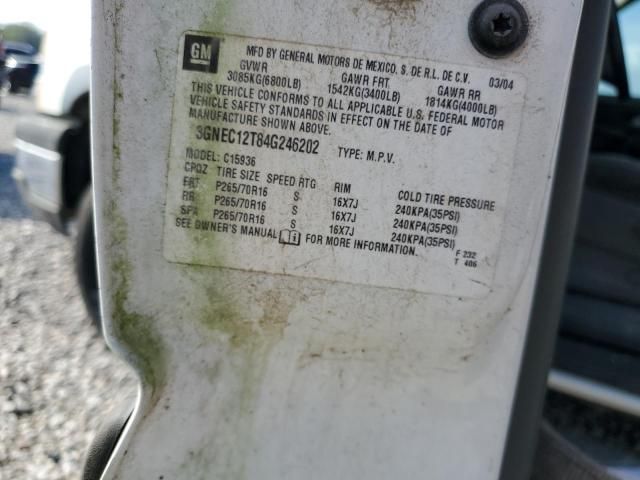 GM
MFD BY GENERAL MOTORS DE MEXICO, S. DE R.L. DE C.V. 03/04
GVWR GAWR FRT GAWR RR
3085KG(6800LB) 1542KG(3400LB) 1814KG(4000LB)
THIS VEHICLE CONFORMS TO ALL APPLICABLE U.S. FEDERAL MOTOR
VEHICLE SAFETY STANDARDS IN EFFECT ON THE DATE OF
MANUFACTURE SHOWN ABOVE.
3GNEC12T84G246202 TYPE: M.P.V.
MODEL: C15936
CPQZ TIRE SIZE SPEED RTG RIM COLD TIRE PRESSURE
FRT P265/70R16 S 16X7J 240KPA(35PSI)
RR P265/70R16 S 16X7J 240KPA(35PSI)
SPA P265/70R16 S 16X7J 240KPA(35PSI)
SEE OWNER'S MANUAL FOR MORE INFORMATION.
F 232
T 406